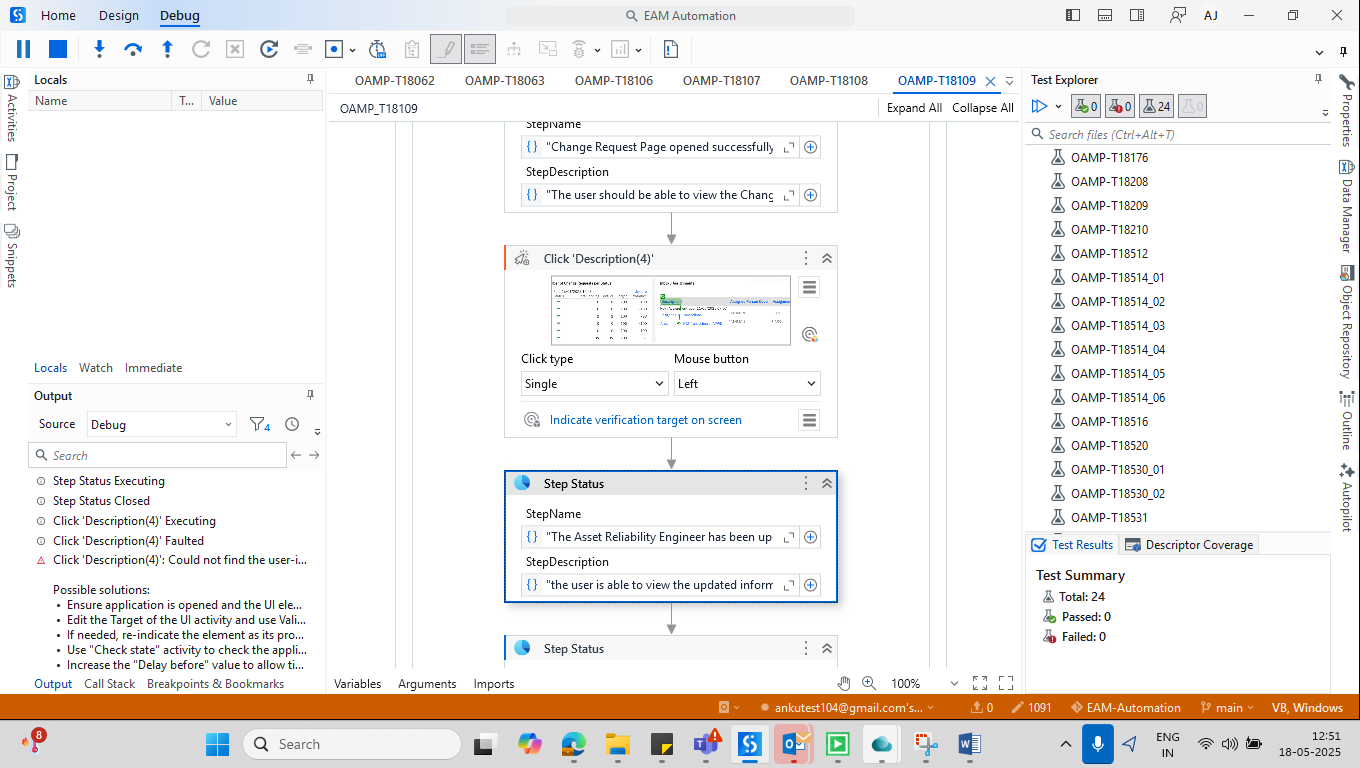 Home Design Debug
EAM Automation
AJ
Locals
Name T... Value
Locals Watch Immediate
Output
Source Debug 4
Search
Step Status Executing
Step Status Closed
Click 'Description(4)' Executing
Click 'Description(4)' Faulted
Click 'Description(4)': Could not find the user-i...
Possible solutions:
• Ensure application is opened and the UI ele...
• Edit the Target of the UI activity and use Vali...
• If needed, re-indicate the element as its pro...
• Use "Check state" activity to check the appli...
• Increase the "Delay before" value to allow ti...
Output Call Stack Breakpoints & Bookmarks
Activities
Project
Snippets
OAMP-T18062 OAMP-T18063 OAMP-T18106 OAMP-T18107 OAMP-T18108 OAMP-T18109
OAMP_T18109 Expand All Collapse All
StepName
{} "Change Request Page opened successfully
StepDescription
{} "The user should be able to view the Chang
Click 'Description(4)'
Click type Mouse button
Single Left
Indicate verification target on screen
Step Status
StepName
{} "The Asset Reliability Engineer has been up
StepDescription
{} "the user is able to view the updated inform
Step Status
Variables Arguments Imports 100%
Test Explorer
0 0 24 0
Search files (Ctrl+Alt+T)
OAMP-T18176
OAMP-T18208
OAMP-T18209
OAMP-T18210
OAMP-T18512
OAMP-T18514_01
OAMP-T18514_02
OAMP-T18514_03
OAMP-T18514_04
OAMP-T18514_05
OAMP-T18514_06
OAMP-T18516
OAMP-T18520
OAMP-T18530_01
OAMP-T18530_02
OAMP-T18531
Test Results Descriptor Coverage
Test Summary
Total: 24
Passed: 0
Failed: 0
Properties
Data Manager
Object Repository
Outline
Autopilot
ankutest104@gmail.com's... 0 1091 EAM-Automation main VB, Windows
8
Search
ENG
IN
12:51
18-05-2025